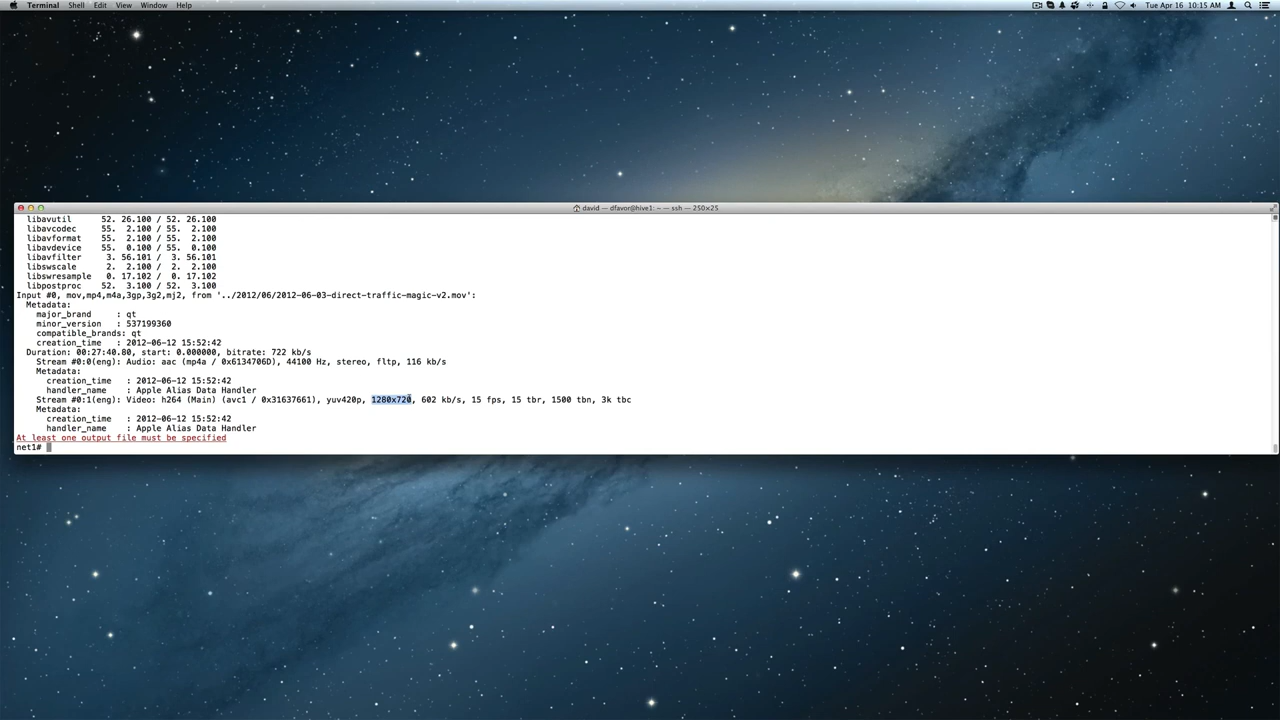 Terminal Shell Edit View Window Help
Tue Apr 16 10:15 AM
david — dfavor@hive1: ~ — ssh — 250×25
libavutil 52. 26.100 / 52. 26.100
libavcodec 55. 2.100 / 55. 2.100
libavformat 55. 2.100 / 55. 2.100
libavdevice 55. 0.100 / 55. 0.100
libavfilter 3. 56.101 / 3. 56.101
libswscale 2. 2.100 / 2. 2.100
libswresample 0. 17.102 / 0. 17.102
libpostproc 52. 3.100 / 52. 3.100
Input #0, mov,mp4,m4a,3gp,3g2,mj2, from '../2012/06/2012-06-03-direct-traffic-magic-v2.mov':
Metadata:
major_brand : qt
minor_version : 537199360
compatible_brands: qt
creation_time : 2012-06-12 15:52:42
Duration: 00:27:40.80, start: 0.000000, bitrate: 722 kb/s
Stream #0:0(eng): Audio: aac (mp4a / 0x6134706D), 44100 Hz, stereo, fltp, 116 kb/s
Metadata:
creation_time : 2012-06-12 15:52:42
handler_name : Apple Alias Data Handler
Stream #0:1(eng): Video: h264 (Main) (avc1 / 0x31637661), yuv420p, 1280x720, 602 kb/s, 15 fps, 15 tbr, 1500 tbn, 3k tbc
Metadata:
creation_time : 2012-06-12 15:52:42
handler_name : Apple Alias Data Handler
At least one output file must be specified
net1#